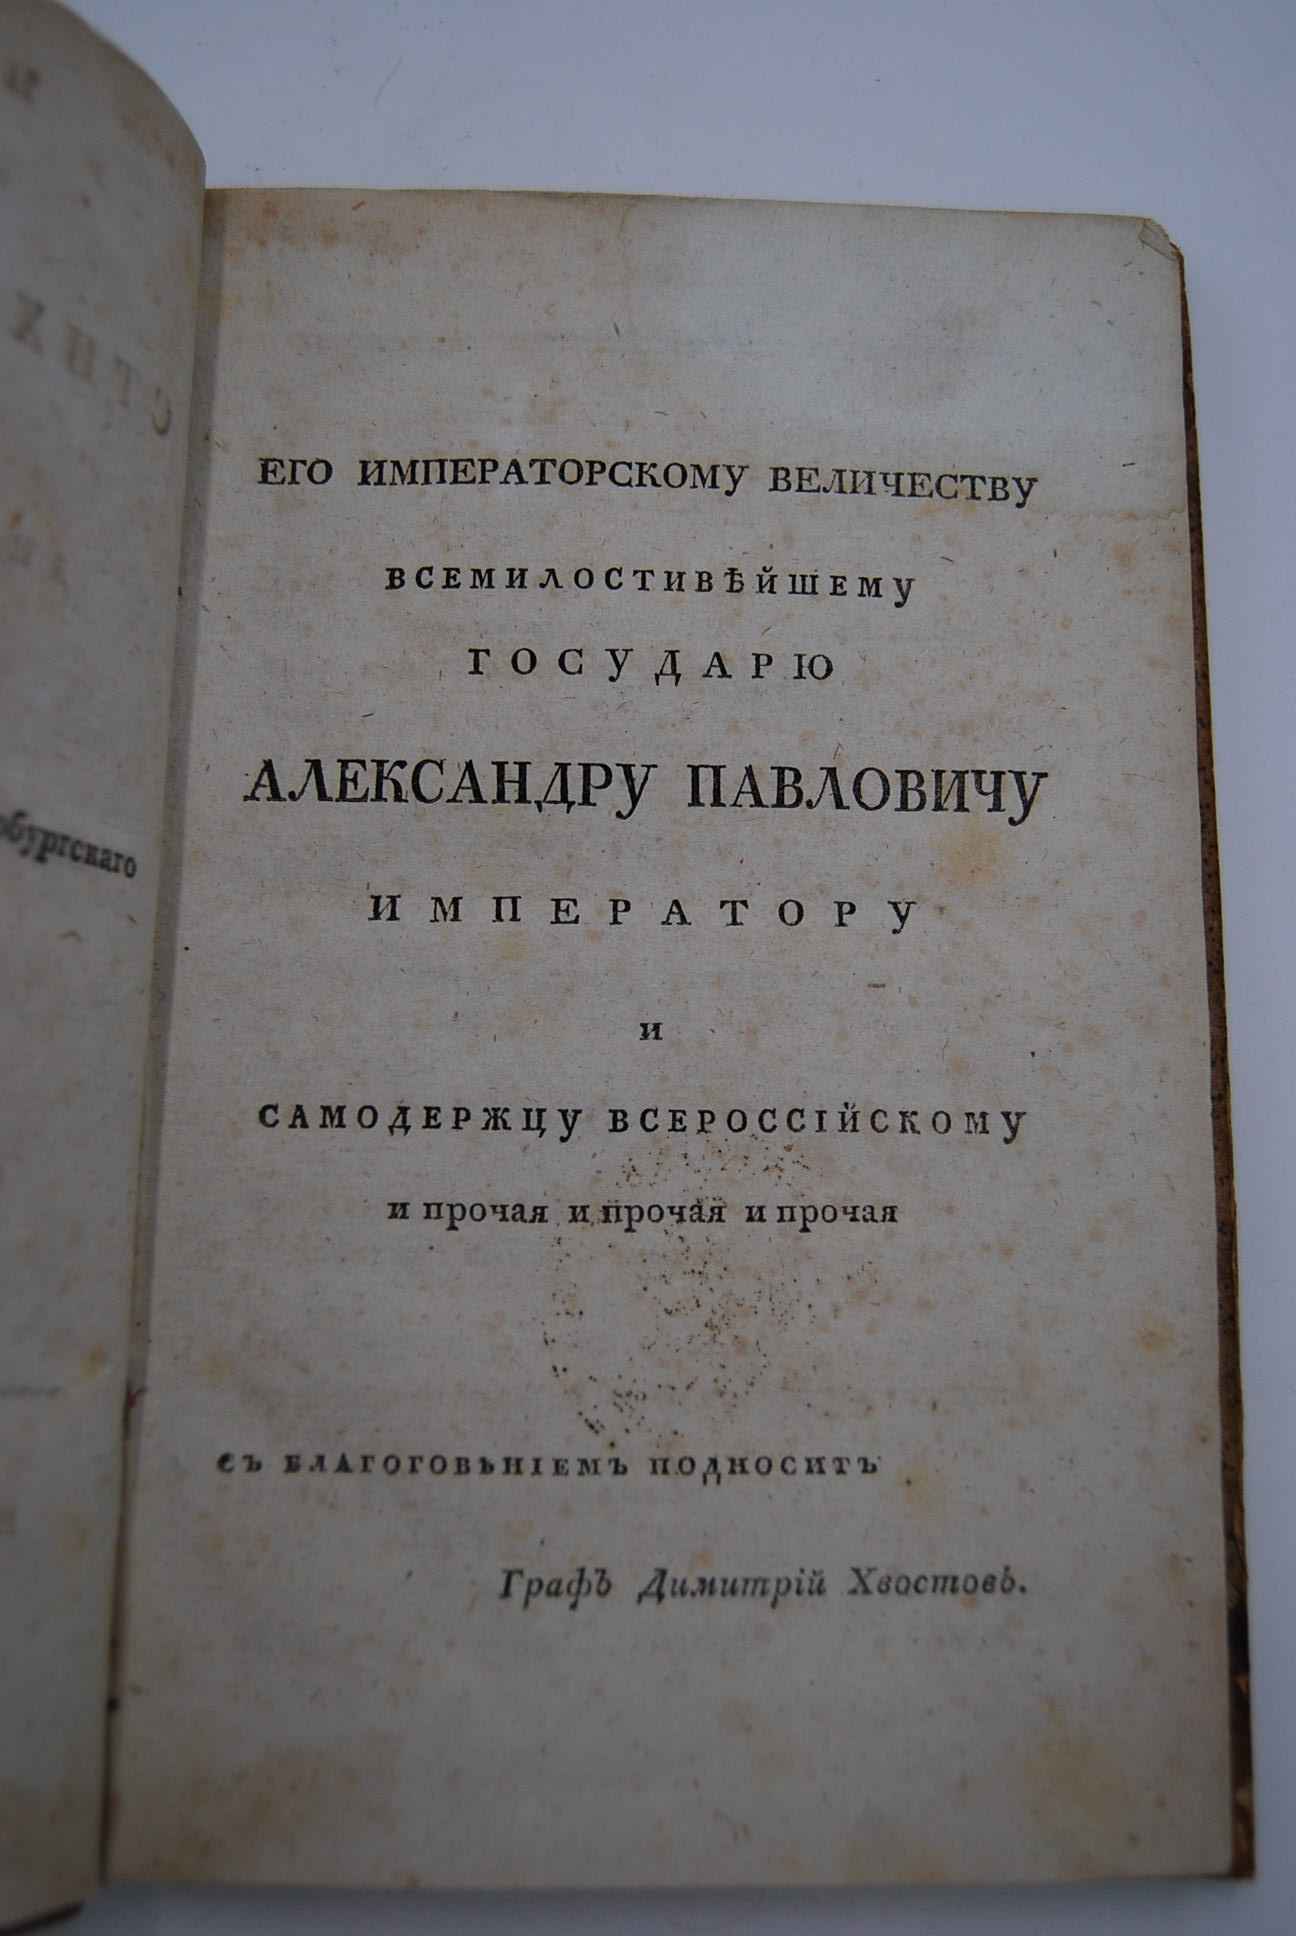 ЕГО ИМПЕРАТОРСКОМУ ВЕЛИЧЕСТВУ
ВСЕМИЛОСТИВѢЙШЕМУ
ГОСУДАРЮ
АЛЕКСАНДРУ ПАВЛОВИЧУ
ИМПЕРАТОРУ
И
САМОДЕРЖЦУ ВСЕРОССІЙСКОМУ
и прочая и прочая и прочая
СЪ БЛАГОГОВѢНІЕМЪ ПОДНОСИТЪ
Графъ Димитрій Хвостовъ.